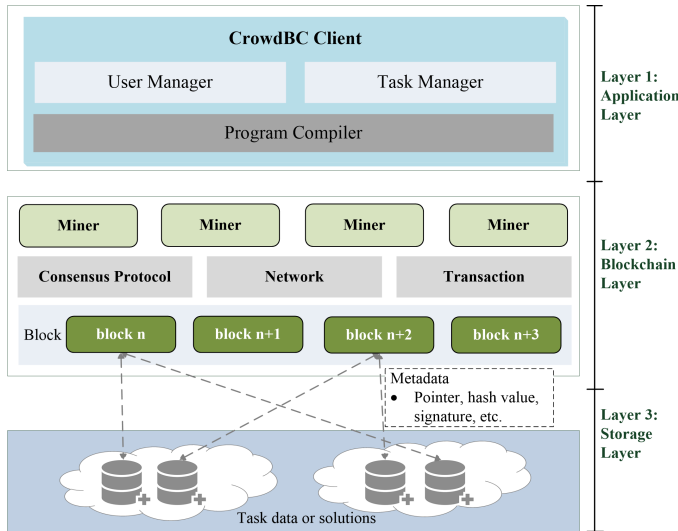 CrowdBC Client
User Manager
Task Manager
Program Compiler
Layer 1:
Application
Layer
Miner
Miner
Miner
Miner
Consensus Protocol
Network
Transaction
Block
block n
block n+1
block n+2
block n+3
Layer 2:
Blockchain
Layer
Metadata
● Pointer, hash value,
signature, etc.
Layer 3:
Storage
Layer
Task data or solutions